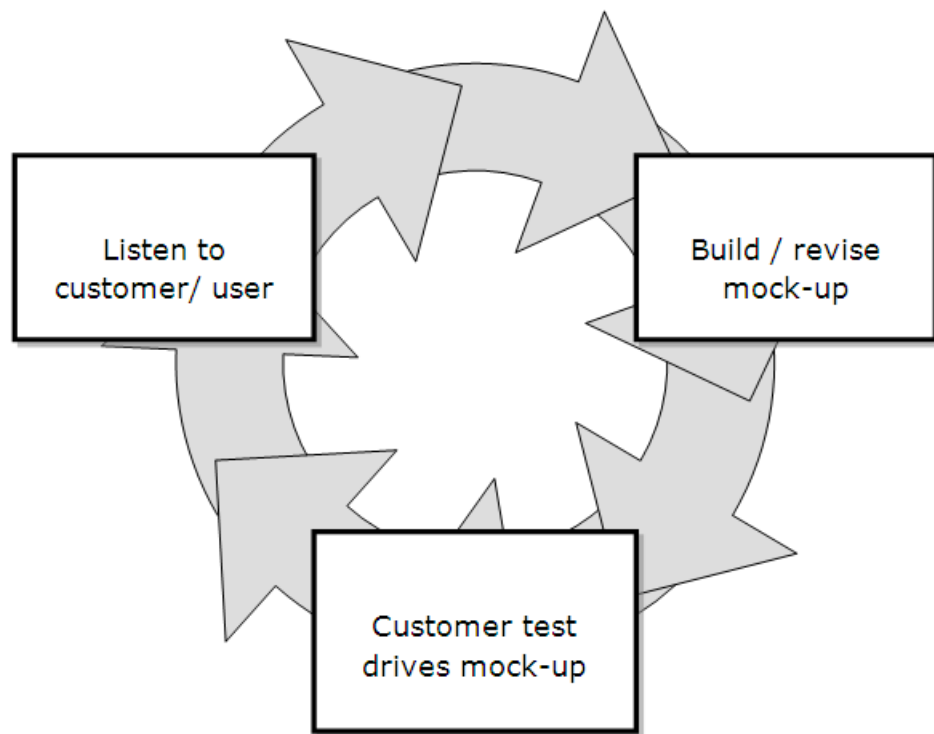 Listen to
customer/ user
Build / revise
mock-up
Customer test
drives mock-up